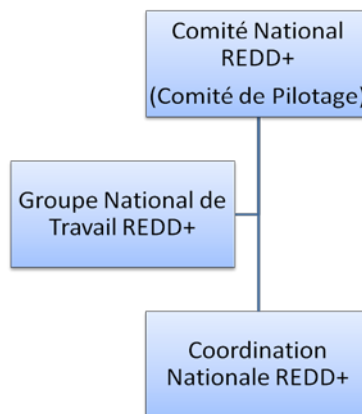 Comité National
REDD+
(Comité de Pilotage)
Groupe National de
Travail REDD+
Coordination
Nationale REDD+